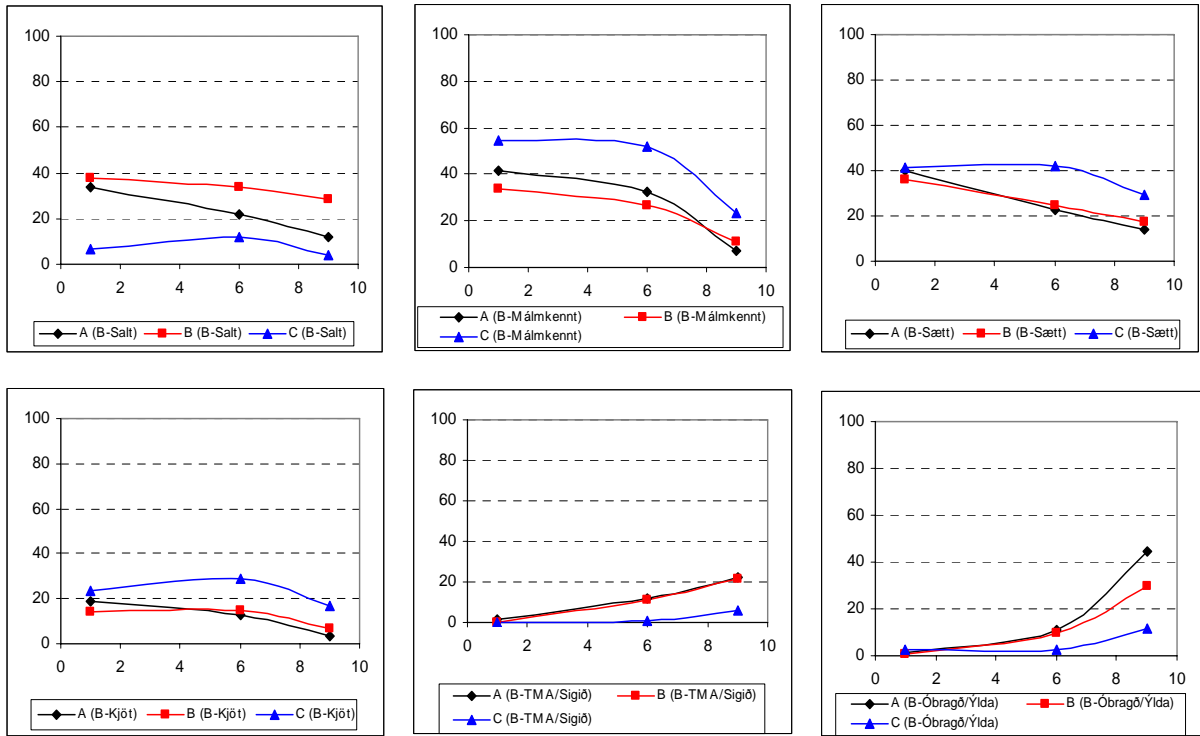 100
80
60
40
20
0
0 2 4 6 8 10
A (B-Salt) B (B-Salt) C (B-Salt)
100
80
60
40
20
0
0 2 4 6 8 10
A (B-Málmkennt) B (B-Málmkennt)
C (B-Málmkennt)
100
80
60
40
20
0
0 2 4 6 8 10
A (B-Sætt) B (B-Sætt) C (B-Sætt)
100
80
60
40
20
0
0 2 4 6 8 10
A (B-Kjöt) B (B-Kjöt) C (B-Kjöt)
100
80
60
40
20
0
0 2 4 6 8 10
A (B-TMA/Sigið) B (B-TMA/Sigið)
C (B-TMA/Sigið)
100
80
60
40
20
0
0 2 4 6 8 10
A (B-Óbragð/Ýlda) B (B-Óbragð/Ýlda)
C (B-Óbragð/Ýlda)